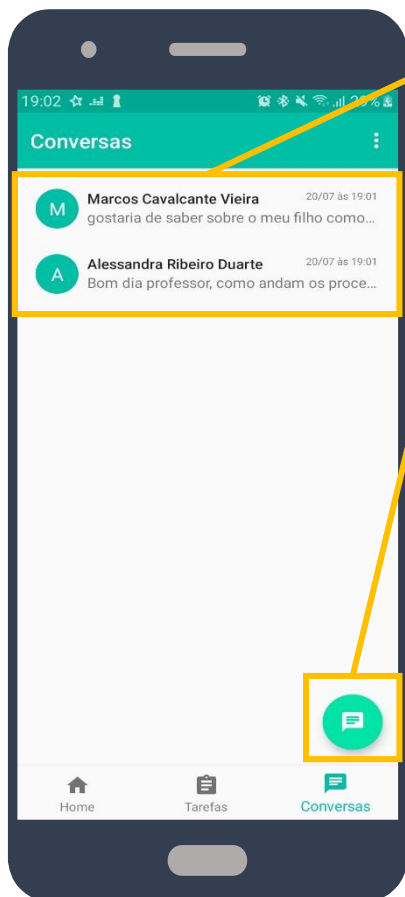 19:02
Conversas
M
Marcos Cavalcante Vieira 20/07 às 19:01
gostaria de saber sobre o meu filho como...
A
Alessandra Ribeiro Duarte 20/07 às 19:01
Bom dia professor, como andam os proce...
Home Tarefas Conversas